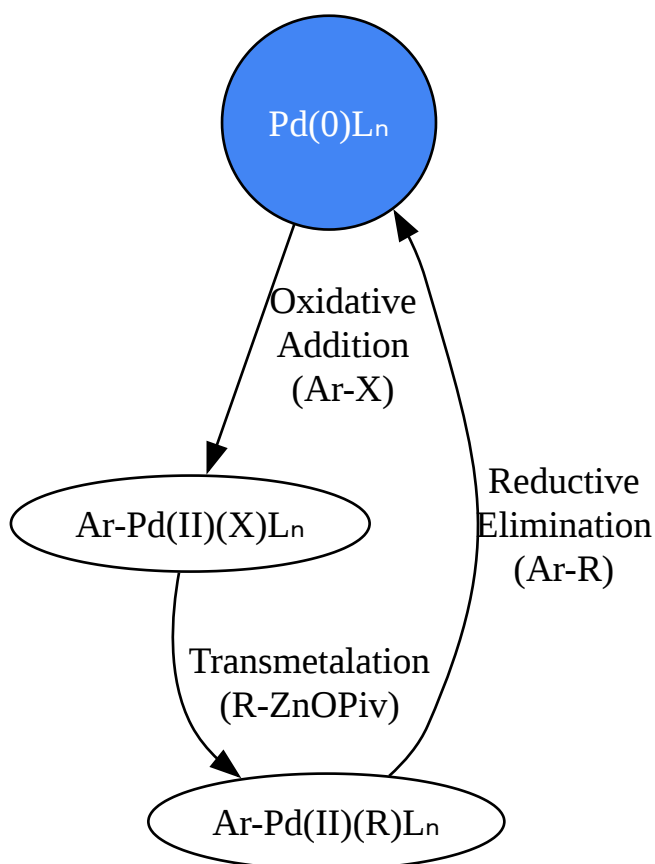 Pd(0)Lₙ
Oxidative
Addition
(Ar-X)
Ar-Pd(II)(X)Lₙ
Reductive
Elimination
(Ar-R)
Transmetalation
(R-ZnOPiv)
Ar-Pd(II)(R)Lₙ